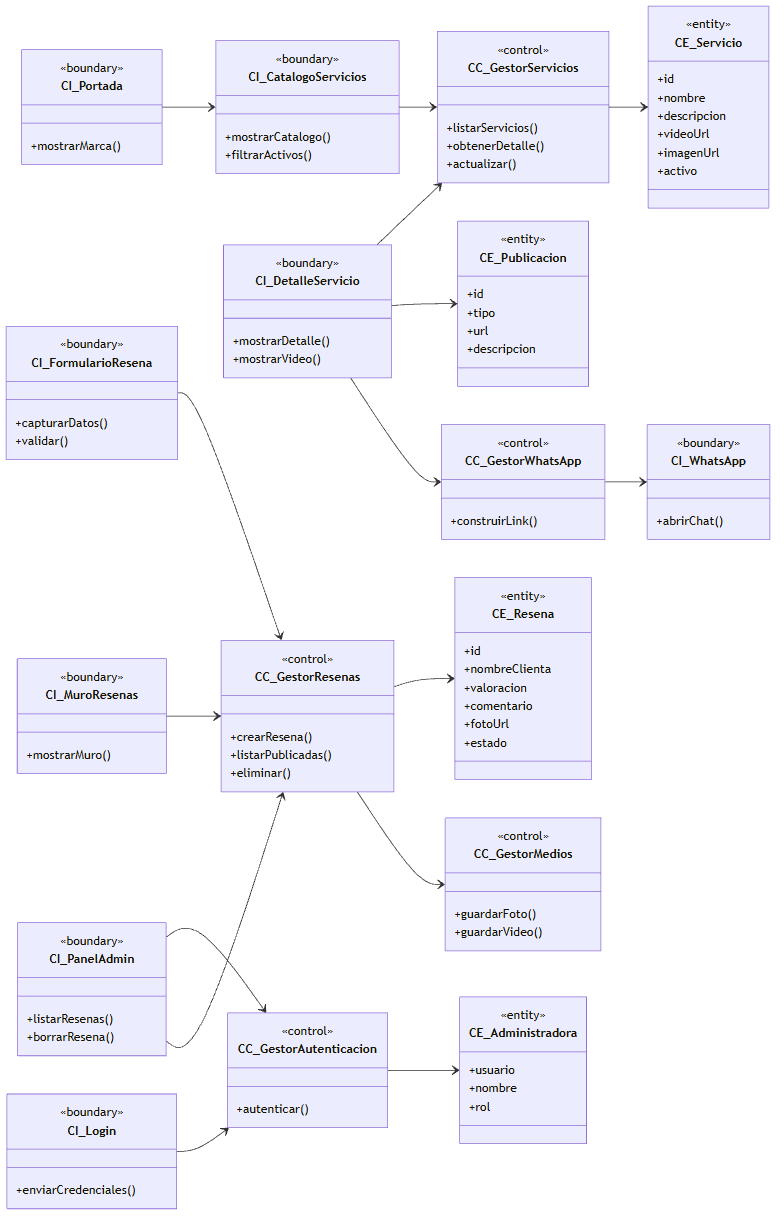 «boundary»
CI_Portada
+mostrarMarca()
«boundary»
CI_CatalogoServicios
+mostrarCatalogo()
+filtrarActivos()
«control»
CC_GestorServicios
+listarServicios()
+obtenerDetalle()
+actualizar()
«entity»
CE_Servicio
+id
+nombre
+descripcion
+videoUrl
+imagenUrl
+activo
«boundary»
CI_DetalleServicio
+mostrarDetalle()
+mostrarVideo()
«entity»
CE_Publicacion
+id
+tipo
+url
+descripcion
«boundary»
CI_FormularioResena
+capturarDatos()
+validar()
«control»
CC_GestorWhatsApp
+construirLink()
«boundary»
CI_WhatsApp
+abrirChat()
«entity»
CE_Resena
+id
+nombreClienta
+valoracion
+comentario
+fotoUrl
+estado
«boundary»
CI_MuroResenas
+mostrarMuro()
«control»
CC_GestorResenas
+crearResena()
+listarPublicadas()
+eliminar()
«control»
CC_GestorMedios
+guardarFoto()
+guardarVideo()
«boundary»
CI_PanelAdmin
+listarResenas()
+borrarResena()
«control»
CC_GestorAutenticacion
+autenticar()
«entity»
CE_Administradora
+usuario
+nombre
+rol
«boundary»
CI_Login
+enviarCredenciales()